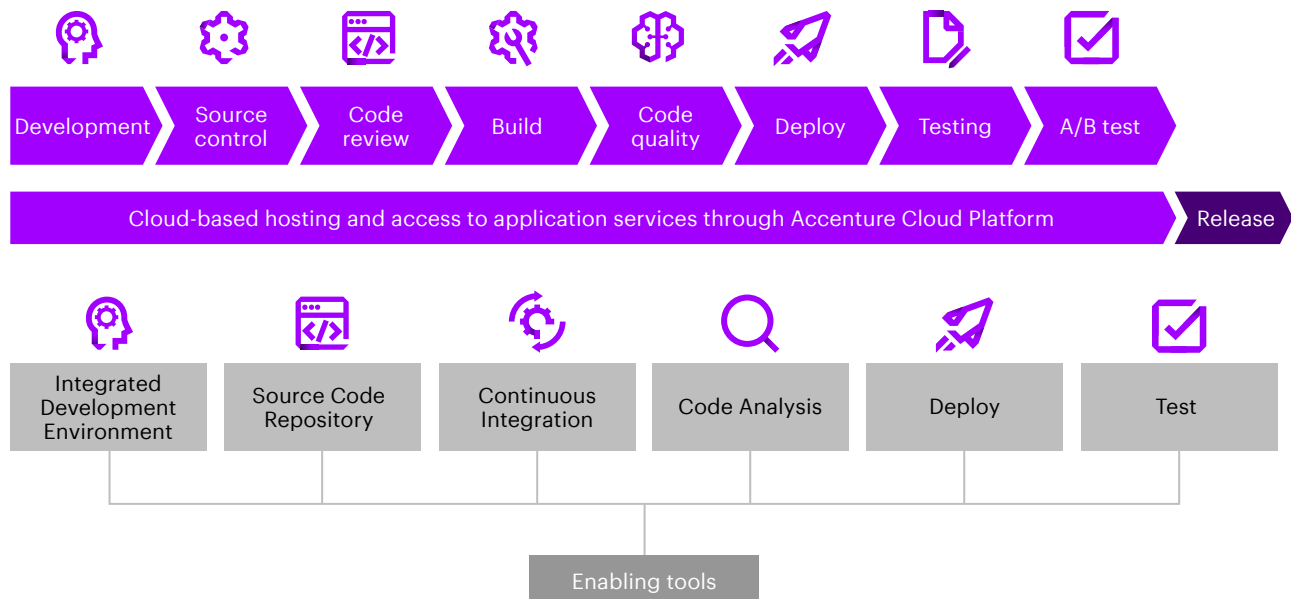 Development
Source
control
Code
review
Build
Code
quality
Deploy
Testing
A/B test
Cloud-based hosting and access to application services through Accenture Cloud Platform
Release
Integrated
Development
Environment
Source Code
Repository
Continuous
Integration
Code Analysis
Deploy
Test
Enabling tools